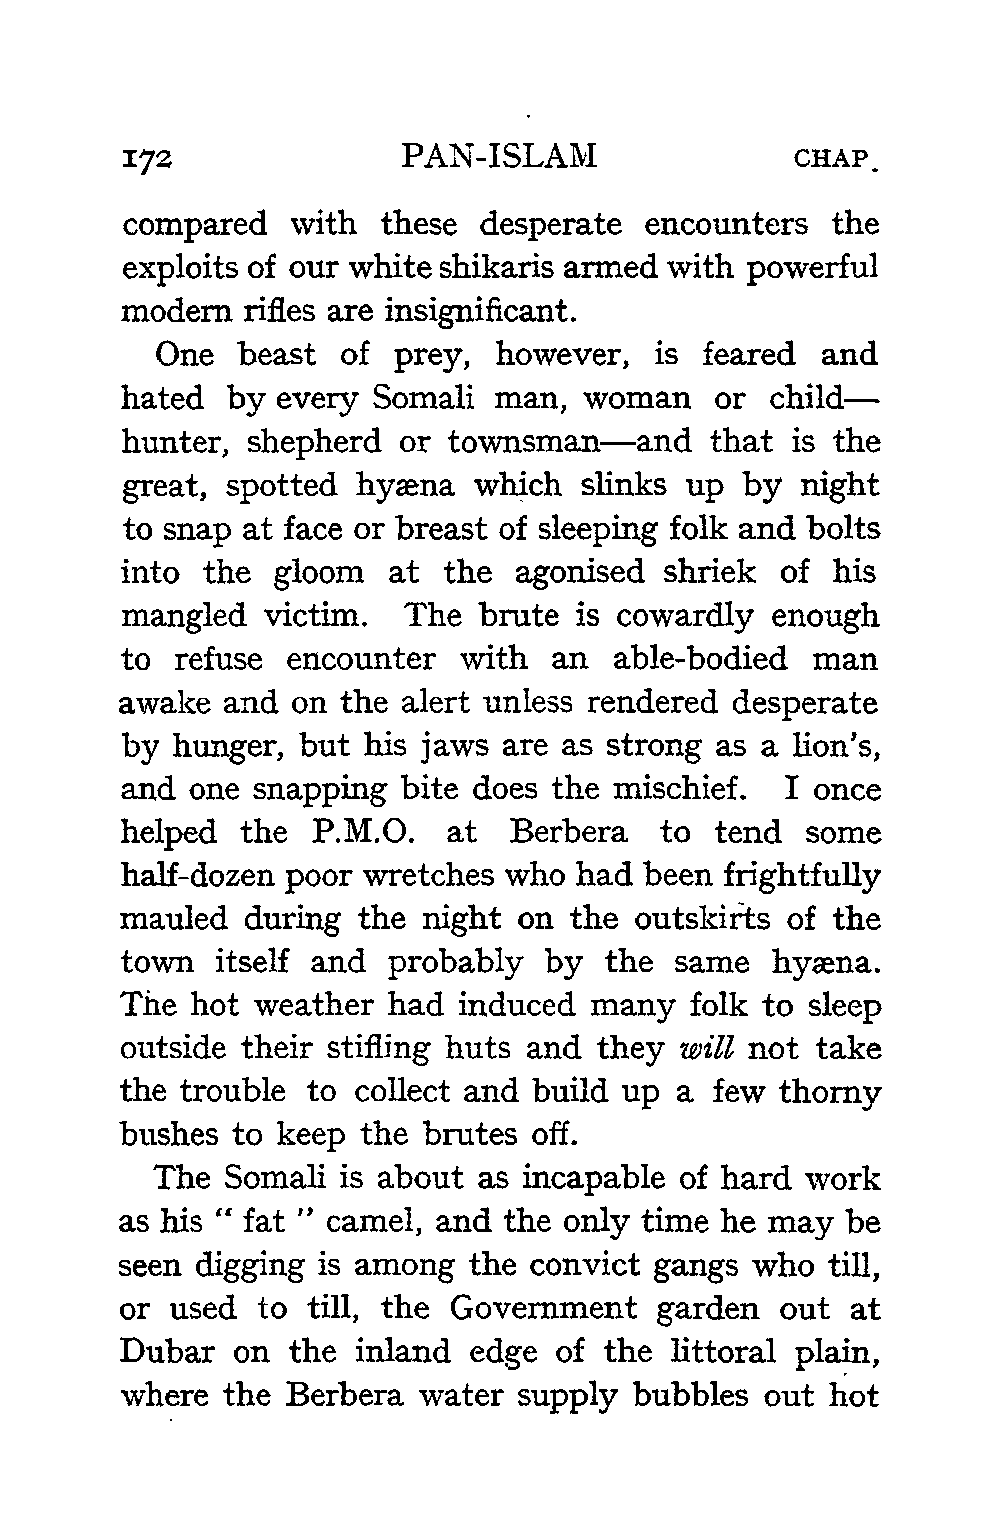 172 PAN-ISLAM CHAP.
compared with these desperate encounters the
exploits of our white shikaris armed with powerful
modern rifles are insignificant.
One beast of prey, however, is feared and
hated by every Somali man, woman or child—
hunter, shepherd or townsman—and that is the
great, spotted hyæna which slinks up by night
to snap at face or breast of sleeping folk and bolts
into the gloom at the agonised shriek of his
mangled victim. The brute is cowardly enough
to refuse encounter with an able-bodied man
awake and on the alert unless rendered desperate
by hunger, but his jaws are as strong as a lion's,
and one snapping bite does the mischief. I once
helped the P.M.O. at Berbera to tend some
half-dozen poor wretches who had been frightfully
mauled during the night on the outskirts of the
town itself and probably by the same hyæna.
The hot weather had induced many folk to sleep
outside their stifling huts and they will not take
the trouble to collect and build up a few thorny
bushes to keep the brutes off.
The Somali is about as incapable of hard work
as his “ fat ” camel, and the only time he may be
seen digging is among the convict gangs who till,
or used to till, the Government garden out at
Dubar on the inland edge of the littoral plain,
where the Berbera water supply bubbles out hot